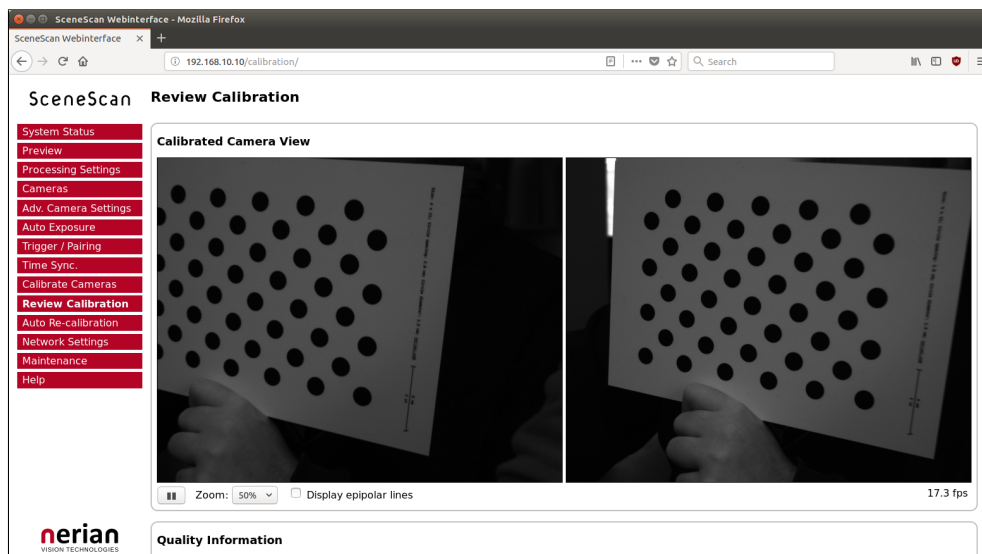 SceneScan Webinterface - Mozilla Firefox
SceneScan Webinterface
192.168.10.10/calibration/
Search
SceneScan
Review Calibration
System Status
Preview
Processing Settings
Cameras
Adv. Camera Settings
Auto Exposure
Trigger / Pairing
Time Sync.
Calibrate Cameras
Review Calibration
Auto Re-calibration
Network Settings
Maintenance
Help
Calibrated Camera View
Zoom: 50%
Display epipolar lines
17.3 fps
nerian
VISION TECHNOLOGIES
Quality Information